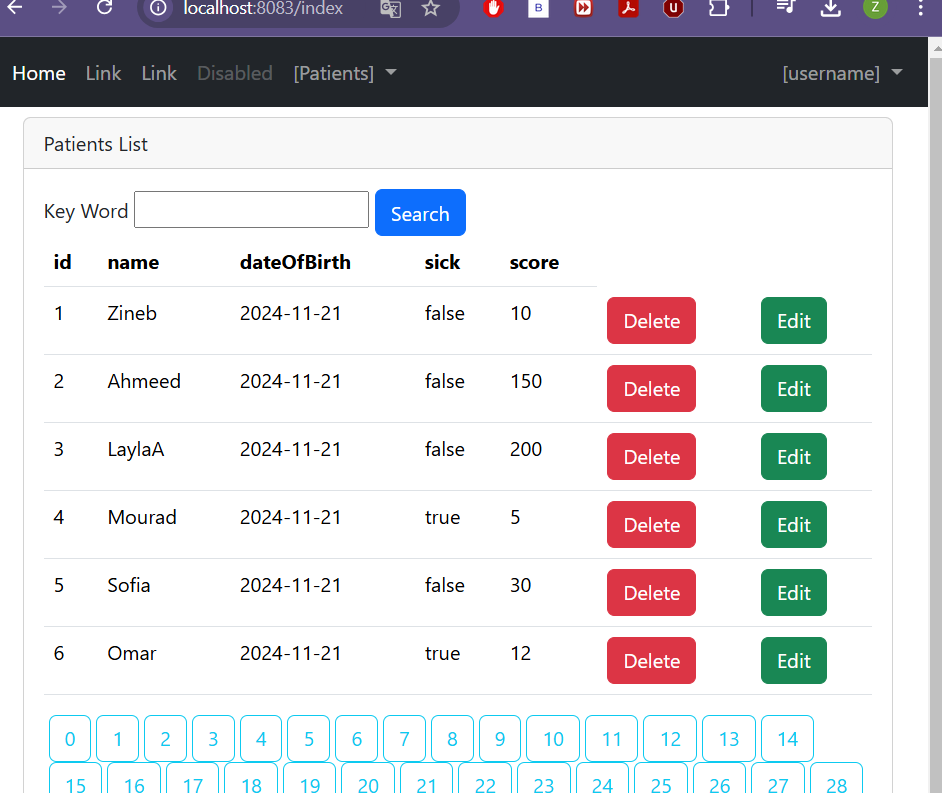 localhost:8083/index
Home Link Link Disabled [Patients] [username]
Patients List
Key Word Search
id name dateOfBirth sick score
1 Zineb 2024-11-21 false 10 Delete Edit
2 Ahmeed 2024-11-21 false 150 Delete Edit
3 LaylaA 2024-11-21 false 200 Delete Edit
4 Mourad 2024-11-21 true 5 Delete Edit
5 Sofia 2024-11-21 false 30 Delete Edit
6 Omar 2024-11-21 true 12 Delete Edit
0 1 2 3 4 5 6 7 8 9 10 11 12 13 14
15 16 17 18 19 20 21 22 23 24 25 26 27 28